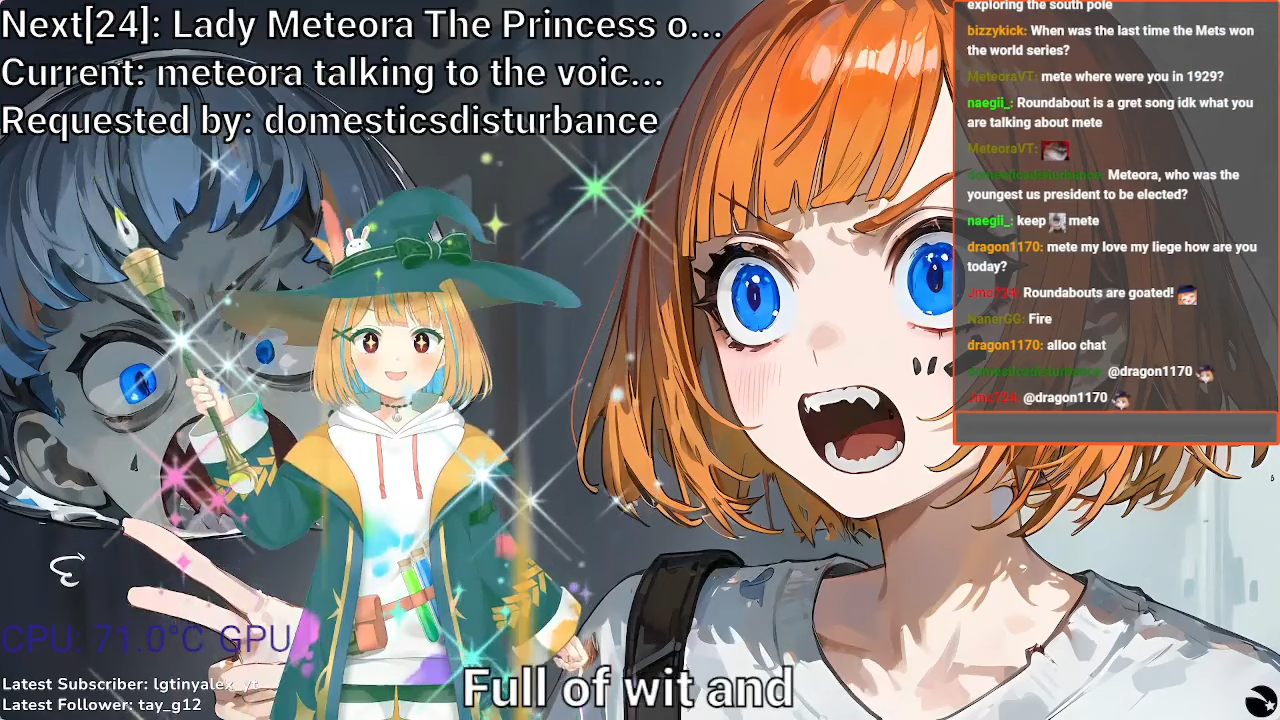 Next[24]: Lady Meteora The Princess o...
Current: meteora talking to the voic...
Requested by: domesticsdisturbance
exploring the south pole
bizzykick: When was the last time the Mets won
the world series?
MeteoraVT: mete where were you in 1929?
naegii_: Roundabout is a gret song idk what you
are talking about mete
MeteoraVT:
domesticsdisturbance: Meteora, who was the
youngest us president to be elected?
naegii_: keep mete
dragon1170: mete my love my liege how are you
today?
Jmc724: Roundabouts are goated!
NanerGG: Fire
dragon1170: alloo chat
domesticsdisturbance: @dragon1170
Jmc724: @dragon1170
CPU: 71.0°C GPU
Latest Subscriber: lgtinyalex_yt
Latest Follower: tay_g12
Full of wit and